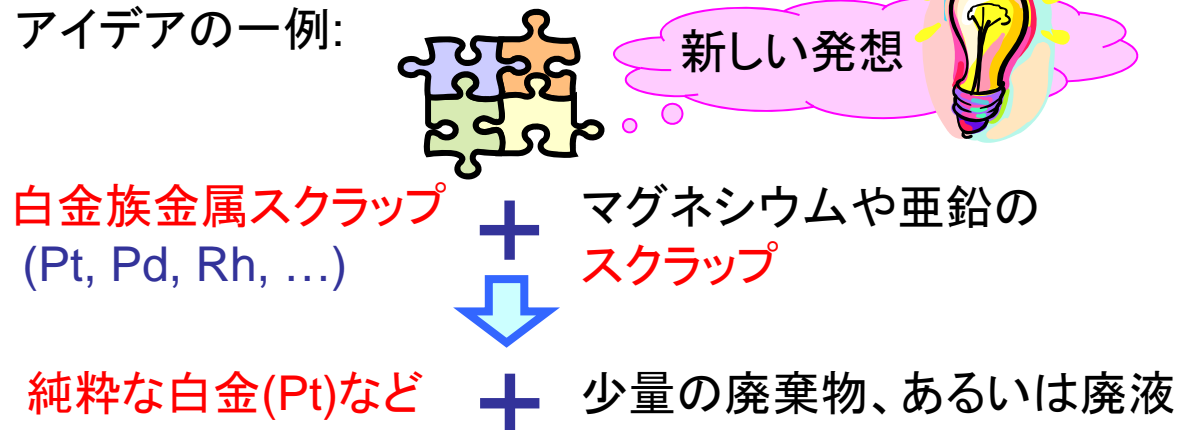 アイデアの一例:
新しい発想
白金族金属スクラップ + マグネシウムや亜鉛の
(Pt, Pd, Rh, …) スクラップ
純粋な白金(Pt)など + 少量の廃棄物、あるいは廃液